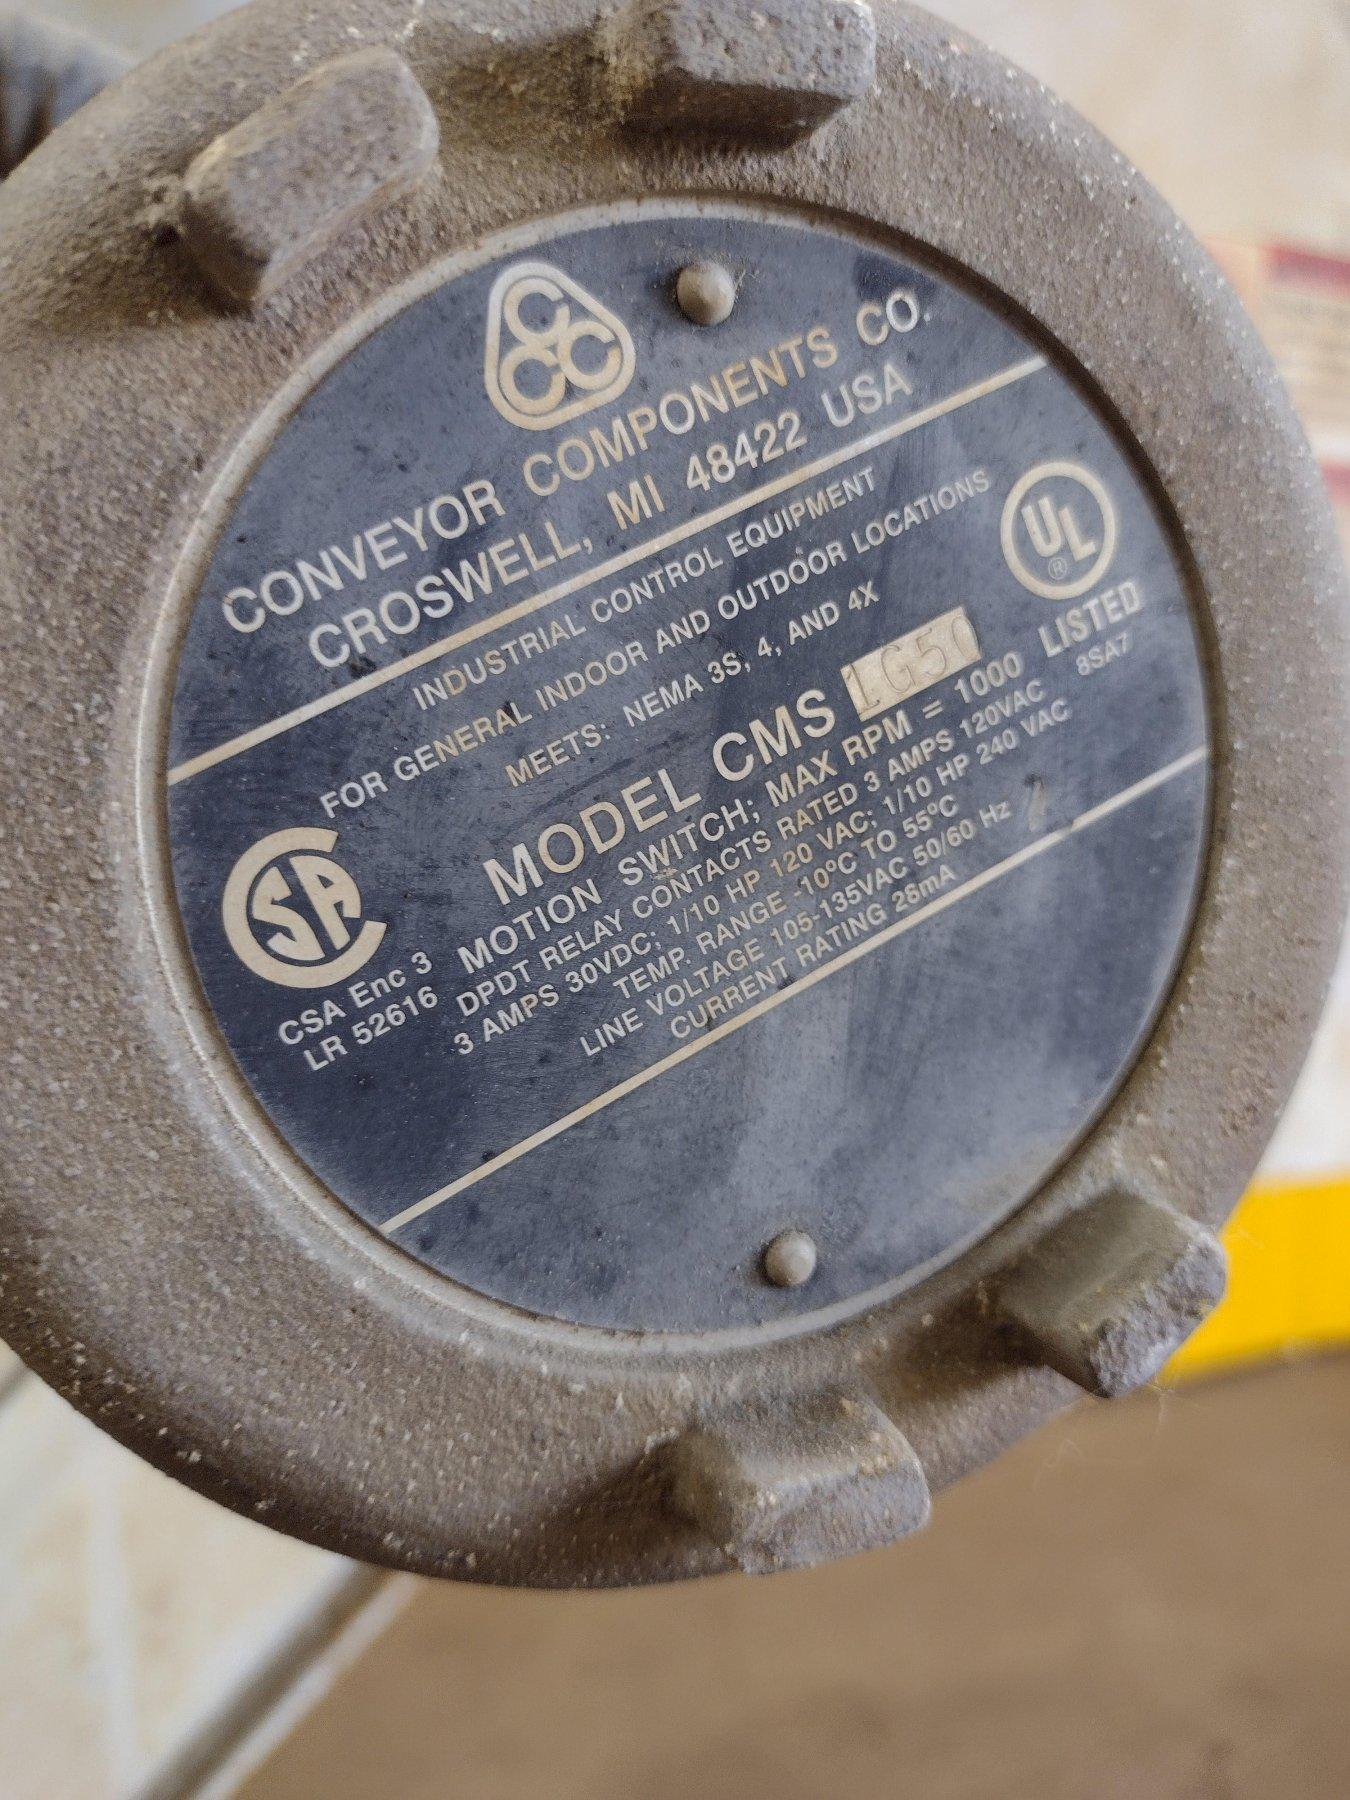 CCC
CONVEYOR COMPONENTS CO.
CROSWELL, MI 48422 USA
INDUSTRIAL CONTROL EQUIPMENT
FOR GENERAL INDOOR AND OUTDOOR LOCATIONS
MEETS: NEMA 3S, 4, AND 4X
UL
®
LISTED
8SA7
MODEL CMS 1G50
MOTION SWITCH; MAX RPM = 1000
DPDT RELAY CONTACTS RATED 3 AMPS 120VAC
3 AMPS 30VDC; 1/10 HP 120 VAC; 1/10 HP 240 VAC
TEMP. RANGE -10°C TO 55°C
LINE VOLTAGE 105-135VAC 50/60 Hz
CURRENT RATING 28mA
CSA
CSA Enc 3
LR 52616